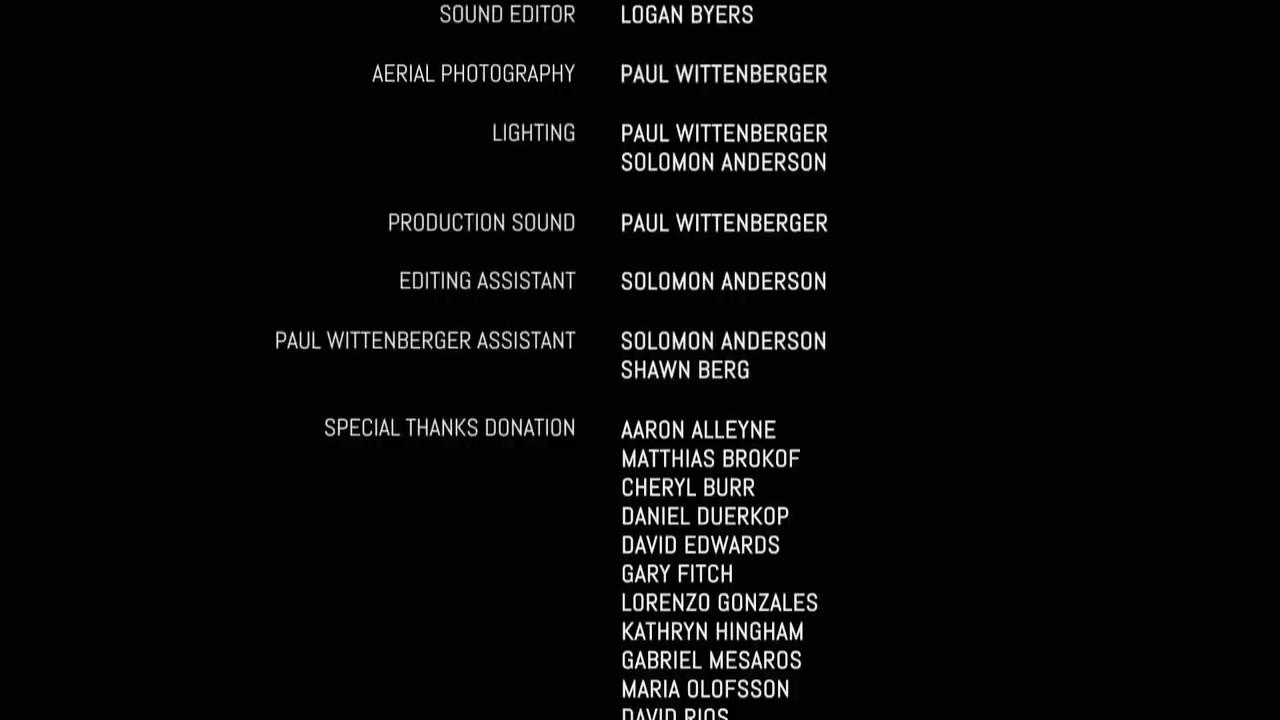 SOUND EDITOR LOGAN BYERS
AERIAL PHOTOGRAPHY PAUL WITTENBERGER
LIGHTING PAUL WITTENBERGER
SOLOMON ANDERSON
PRODUCTION SOUND PAUL WITTENBERGER
EDITING ASSISTANT SOLOMON ANDERSON
PAUL WITTENBERGER ASSISTANT SOLOMON ANDERSON
SHAWN BERG
SPECIAL THANKS DONATION AARON ALLEYNE
MATTHIAS BROKOF
CHERYL BURR
DANIEL DUERKOP
DAVID EDWARDS
GARY FITCH
LORENZO GONZALES
KATHRYN HINGHAM
GABRIEL MESAROS
MARIA OLOFSSON
DAVID RIOS